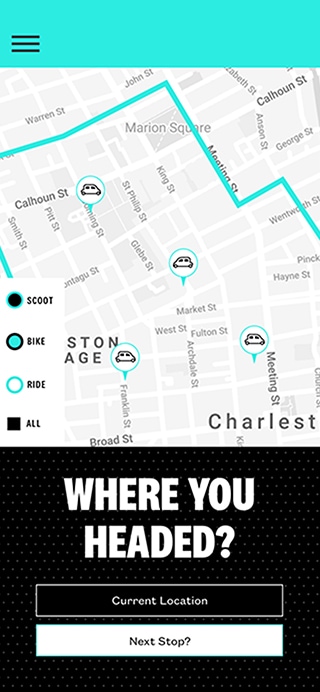 John St
Elizabeth St
Calhoun St
Warren St
Marion Square
Anson St
George St
Meeting St
Calhoun St
Pitt St
Coming St
St Philip St
King St
Wentworth St
Smith St
Glebe St
Pinck
Montagu St
Hayne St
SCOOT
Market St
West St
Fulton St
BIKE
STON
AGE
Archdale St
Meeting St
RIDE
Franklin St
Church St
ALL
Charlest
Broad St
WHERE YOU
HEADED?
Current Location
Next Stop?